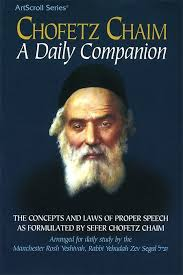 ArtScroll Series®
CHOFETZ CHAIM
A DAILY COMPANION
THE CONCEPTS AND LAWS OF PROPER SPEECH
AS FORMULATED BY SEFER CHOFETZ CHAIM
Arranged for daily study by the
Manchester Rosh Yeshivah, Rabbi Yehudah Zev Segal זצ"ל